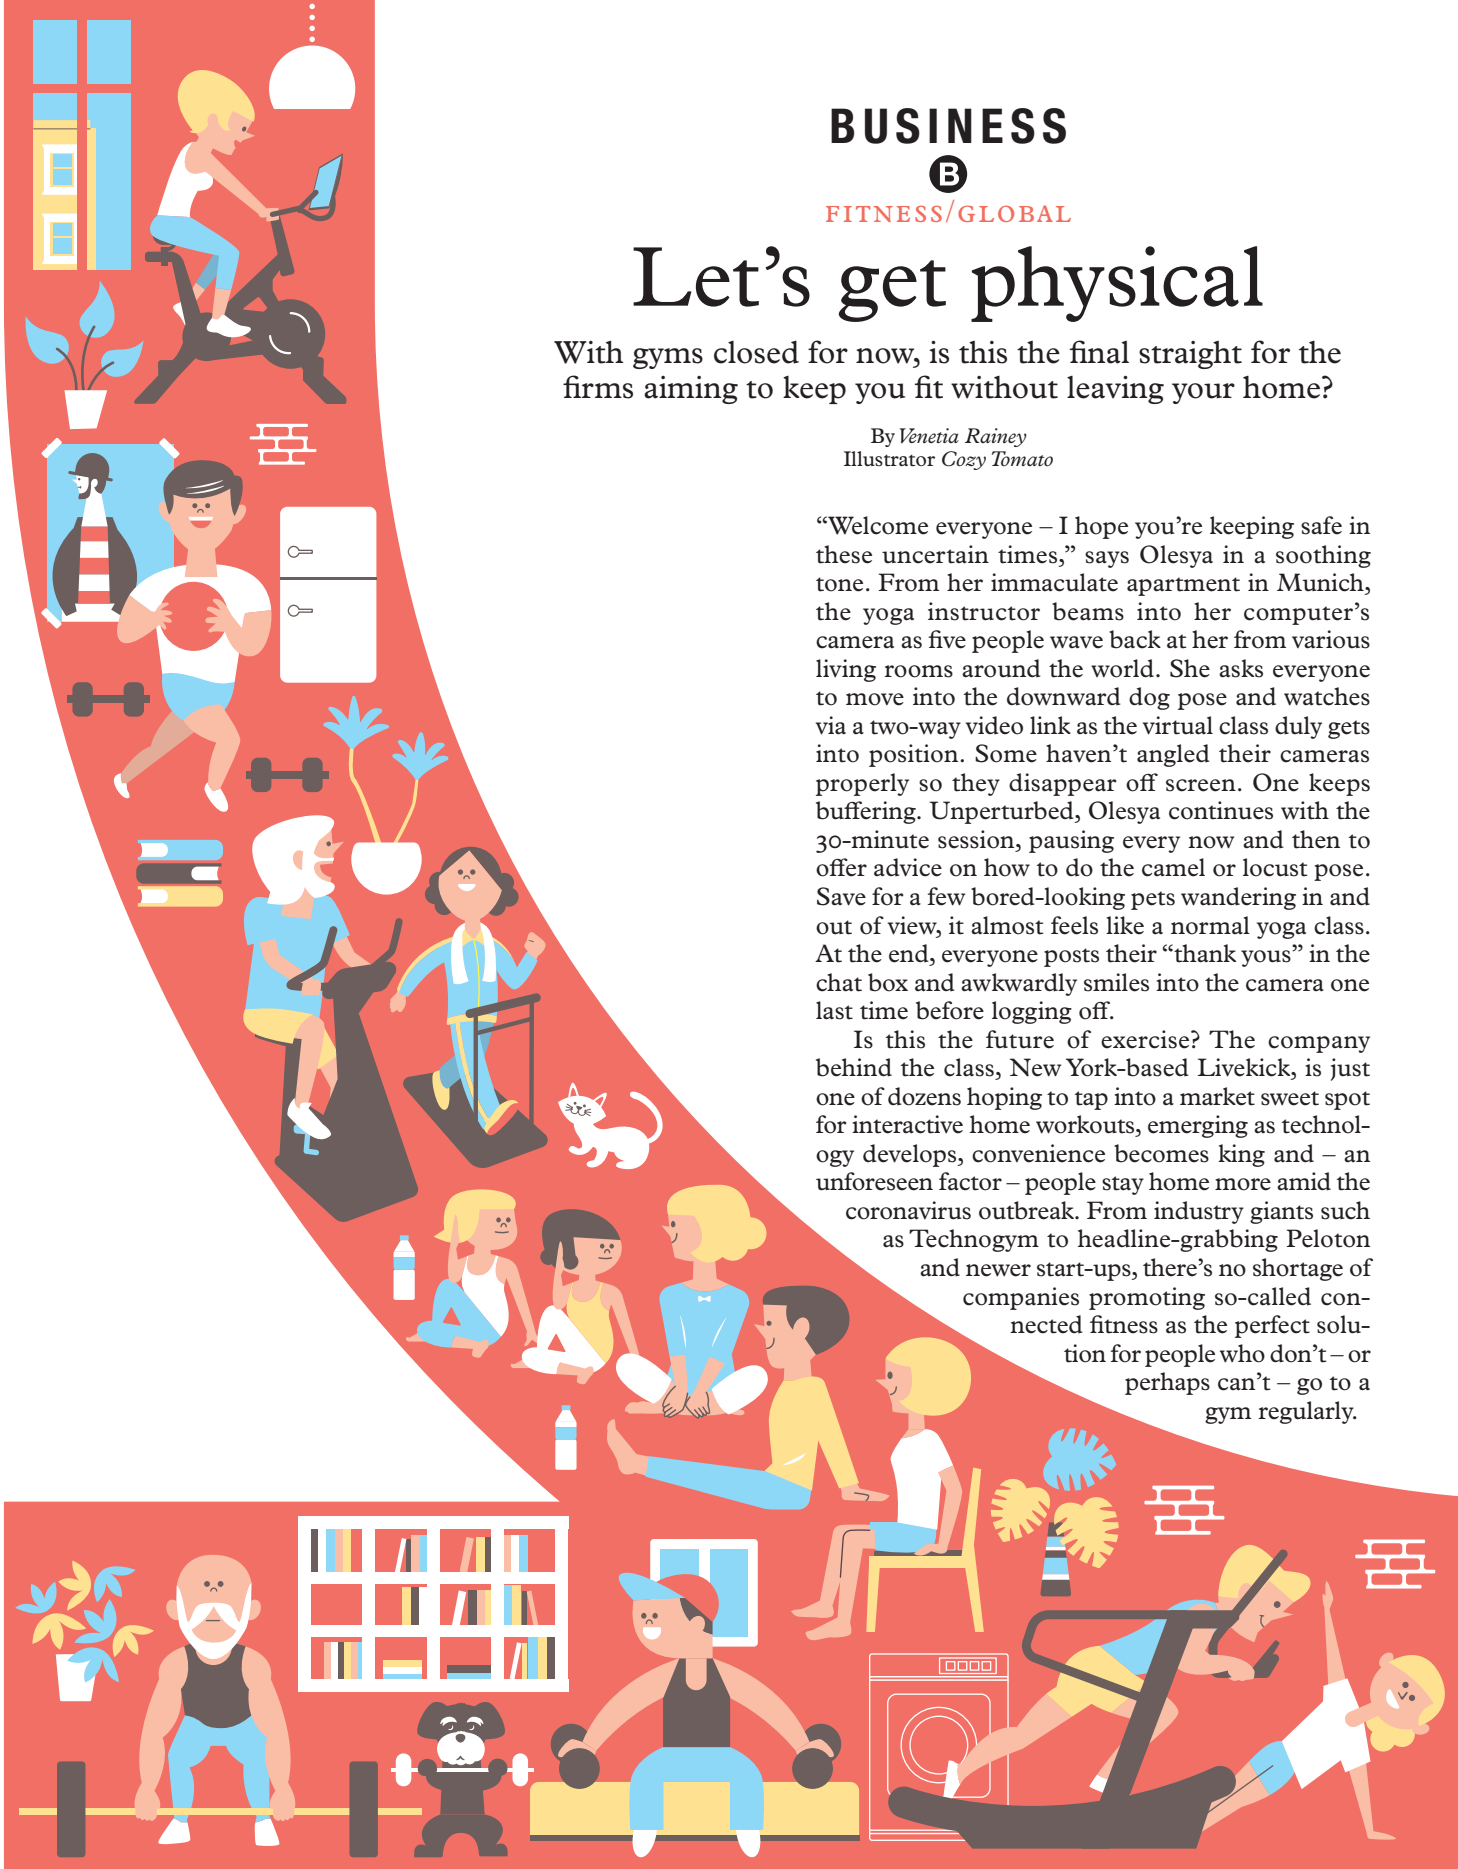 BUSINESS
B
FITNESS/GLOBAL
Let’s get physical
With gyms closed for now, is this the final straight for the
firms aiming to keep you fit without leaving your home?
By Venetia Rainey
Illustrator Cozy Tomato
“Welcome everyone – I hope you’re keeping safe in
these uncertain times,” says Olesya in a soothing
tone. From her immaculate apartment in Munich,
the yoga instructor beams into her computer’s
camera as five people wave back at her from various
living rooms around the world. She asks everyone
to move into the downward dog pose and watches
via a two-way video link as the virtual class duly gets
into position. Some haven’t angled their cameras
properly so they disappear off screen. One keeps
buffering. Unperturbed, Olesya continues with the
30-minute session, pausing every now and then to
offer advice on how to do the camel or locust pose.
Save for a few bored-looking pets wandering in and
out of view, it almost feels like a normal yoga class.
At the end, everyone posts their “thank yous” in the
chat box and awkwardly smiles into the camera one
last time before logging off.
Is this the future of exercise? The company
behind the class, New York-based Livekick, is just
one of dozens hoping to tap into a market sweet spot
for interactive home workouts, emerging as technol-
ogy develops, convenience becomes king and – an
unforeseen factor – people stay home more amid the
coronavirus outbreak. From industry giants such
as Technogym to headline-grabbing Peloton
and newer start-ups, there’s no shortage of
companies promoting so-called con-
nected fitness as the perfect solu-
tion for people who don’t – or
perhaps can’t – go to a
gym regularly.